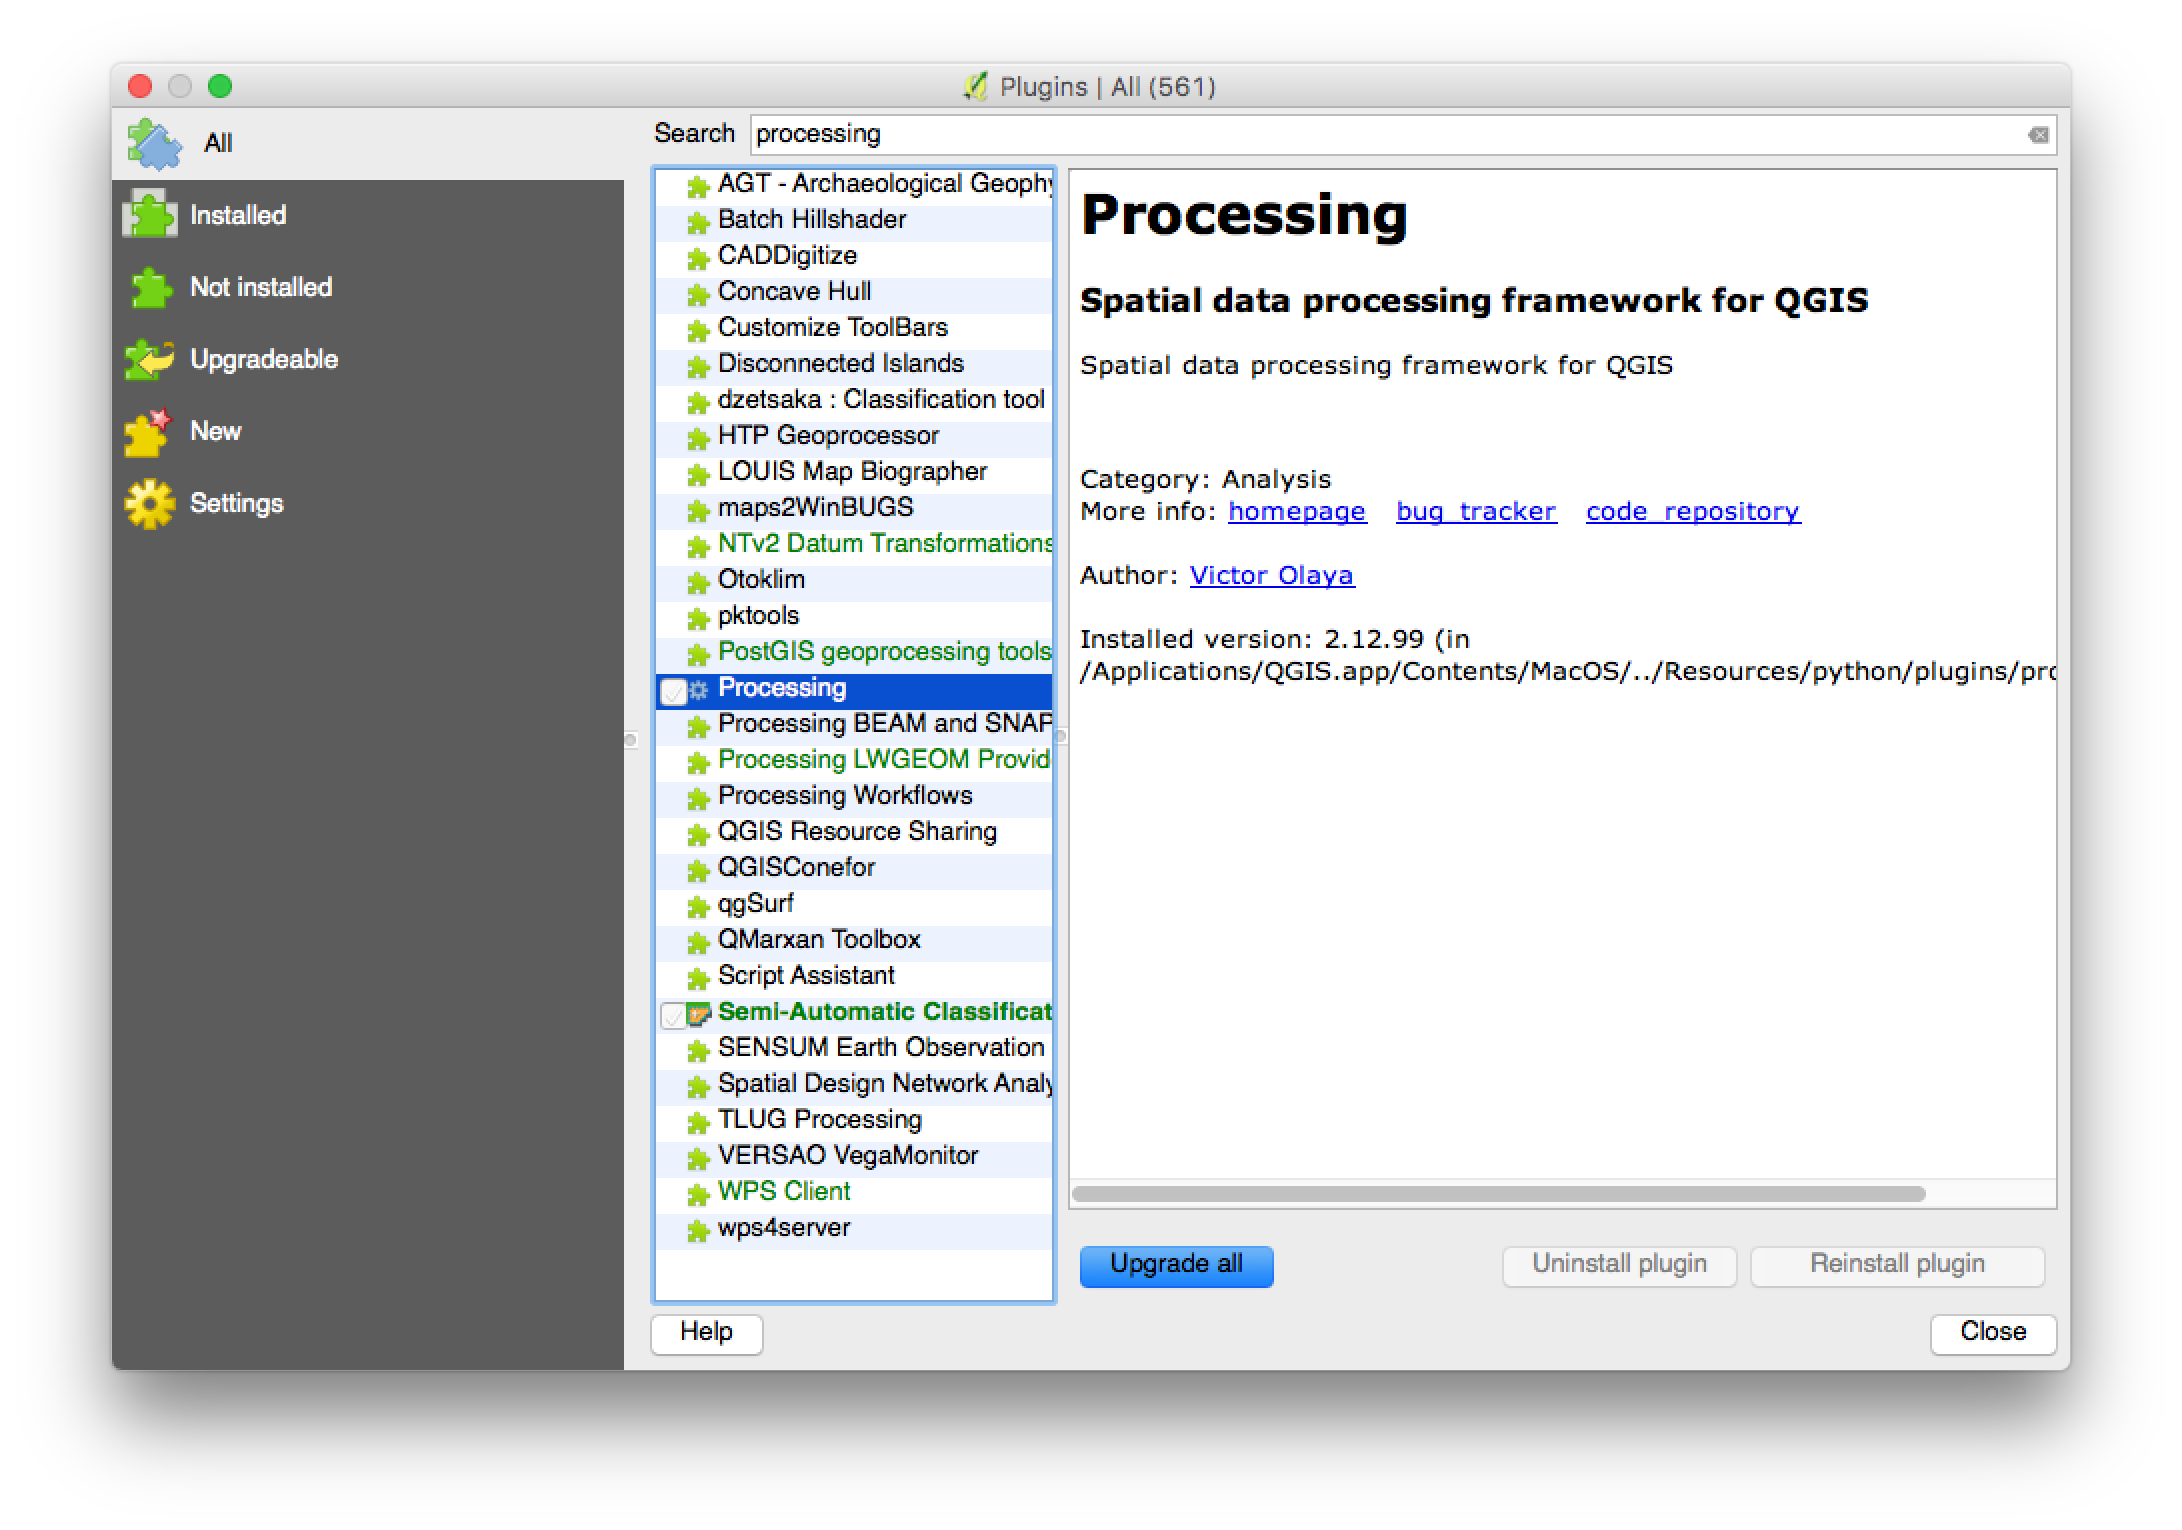 Plugins | All (561)
All
Installed
Not installed
Upgradeable
New
Settings
Search processing
AGT - Archaeological Geophy
Batch Hillshader
CADDigitize
Concave Hull
Customize ToolBars
Disconnected Islands
dzetsaka : Classification tool
HTP Geoprocessor
LOUIS Map Biographer
maps2WinBUGS
NTv2 Datum Transformations
Otoklim
pktools
PostGIS geoprocessing tools
Processing
Processing BEAM and SNAP
Processing LWGEOM Provid
Processing Workflows
QGIS Resource Sharing
QGISConefor
qgSurf
QMarxan Toolbox
Script Assistant
Semi-Automatic Classificat
SENSUM Earth Observation
Spatial Design Network Analy
TLUG Processing
VERSAO VegaMonitor
WPS Client
wps4server
Processing
Spatial data processing framework for QGIS
Spatial data processing framework for QGIS
Category: Analysis
More info: homepage bug_tracker code_repository
Author: Victor Olaya
Installed version: 2.12.99 (in
/Applications/QGIS.app/Contents/MacOS/../Resources/python/plugins/pro
Upgrade all
Uninstall plugin
Reinstall plugin
Help
Close